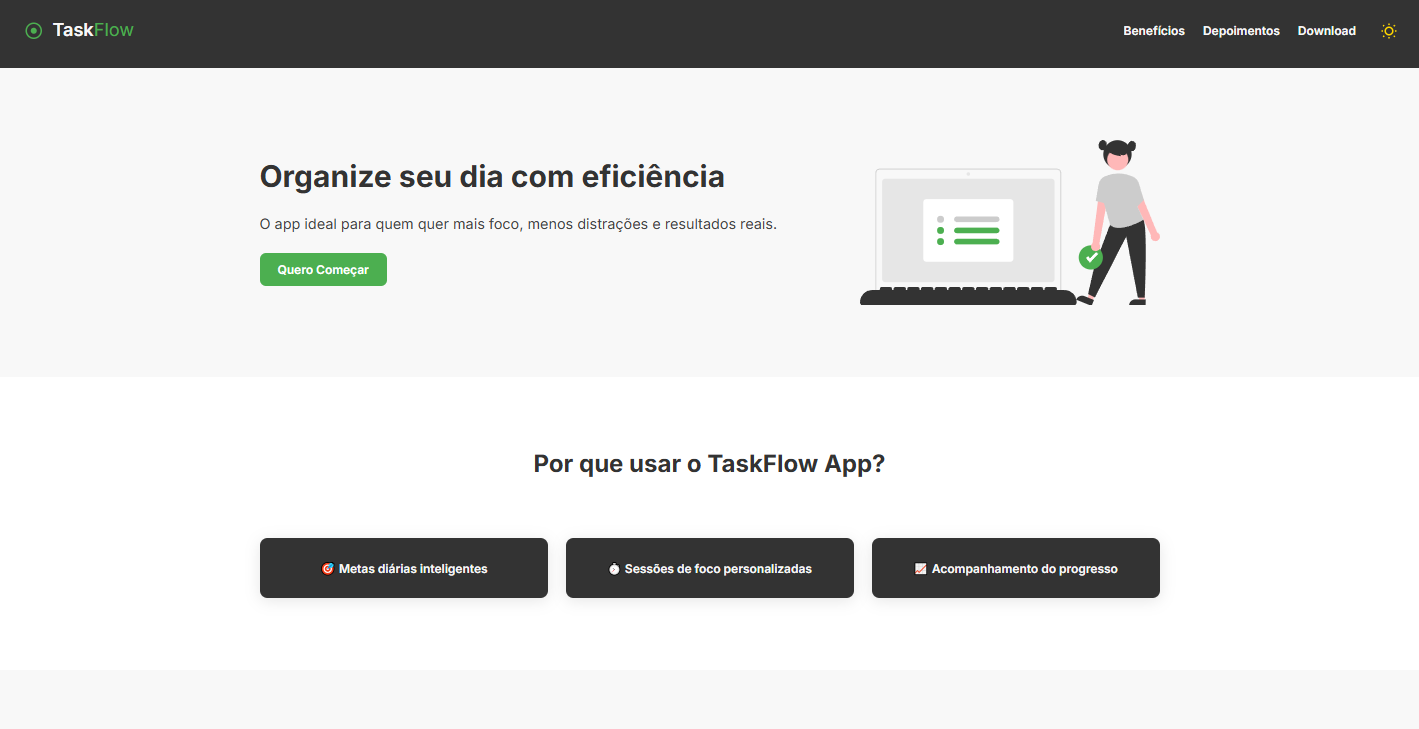 TaskFlow
Benefícios Depoimentos Download
Organize seu dia com eficiência
O app ideal para quem quer mais foco, menos distrações e resultados reais.
Quero Começar
Por que usar o TaskFlow App?
🎯 Metas diárias inteligentes
⏱ Sessões de foco personalizadas
📈 Acompanhamento do progresso